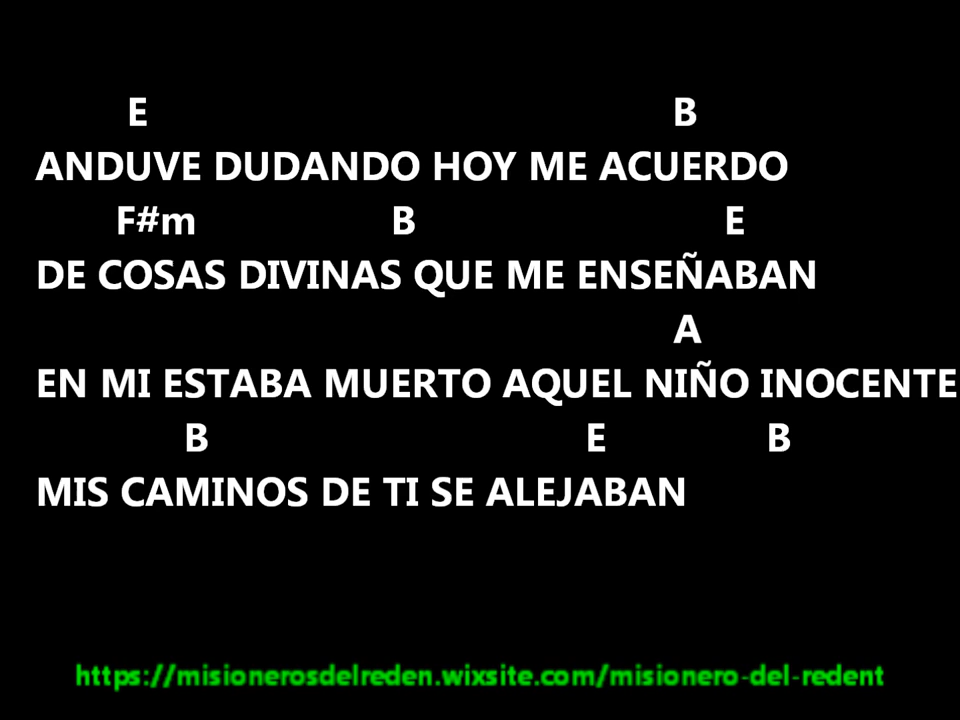 E B
ANDUVE DUDANDO HOY ME ACUERDO
F#m B E
DE COSAS DIVINAS QUE ME ENSEÑABAN
A
EN MI ESTABA MUERTO AQUEL NIÑO INOCENTE
B E B
MIS CAMINOS DE TI SE ALEJABAN
https://misionerosdelreden.wixsite.com/misionero-del-redent